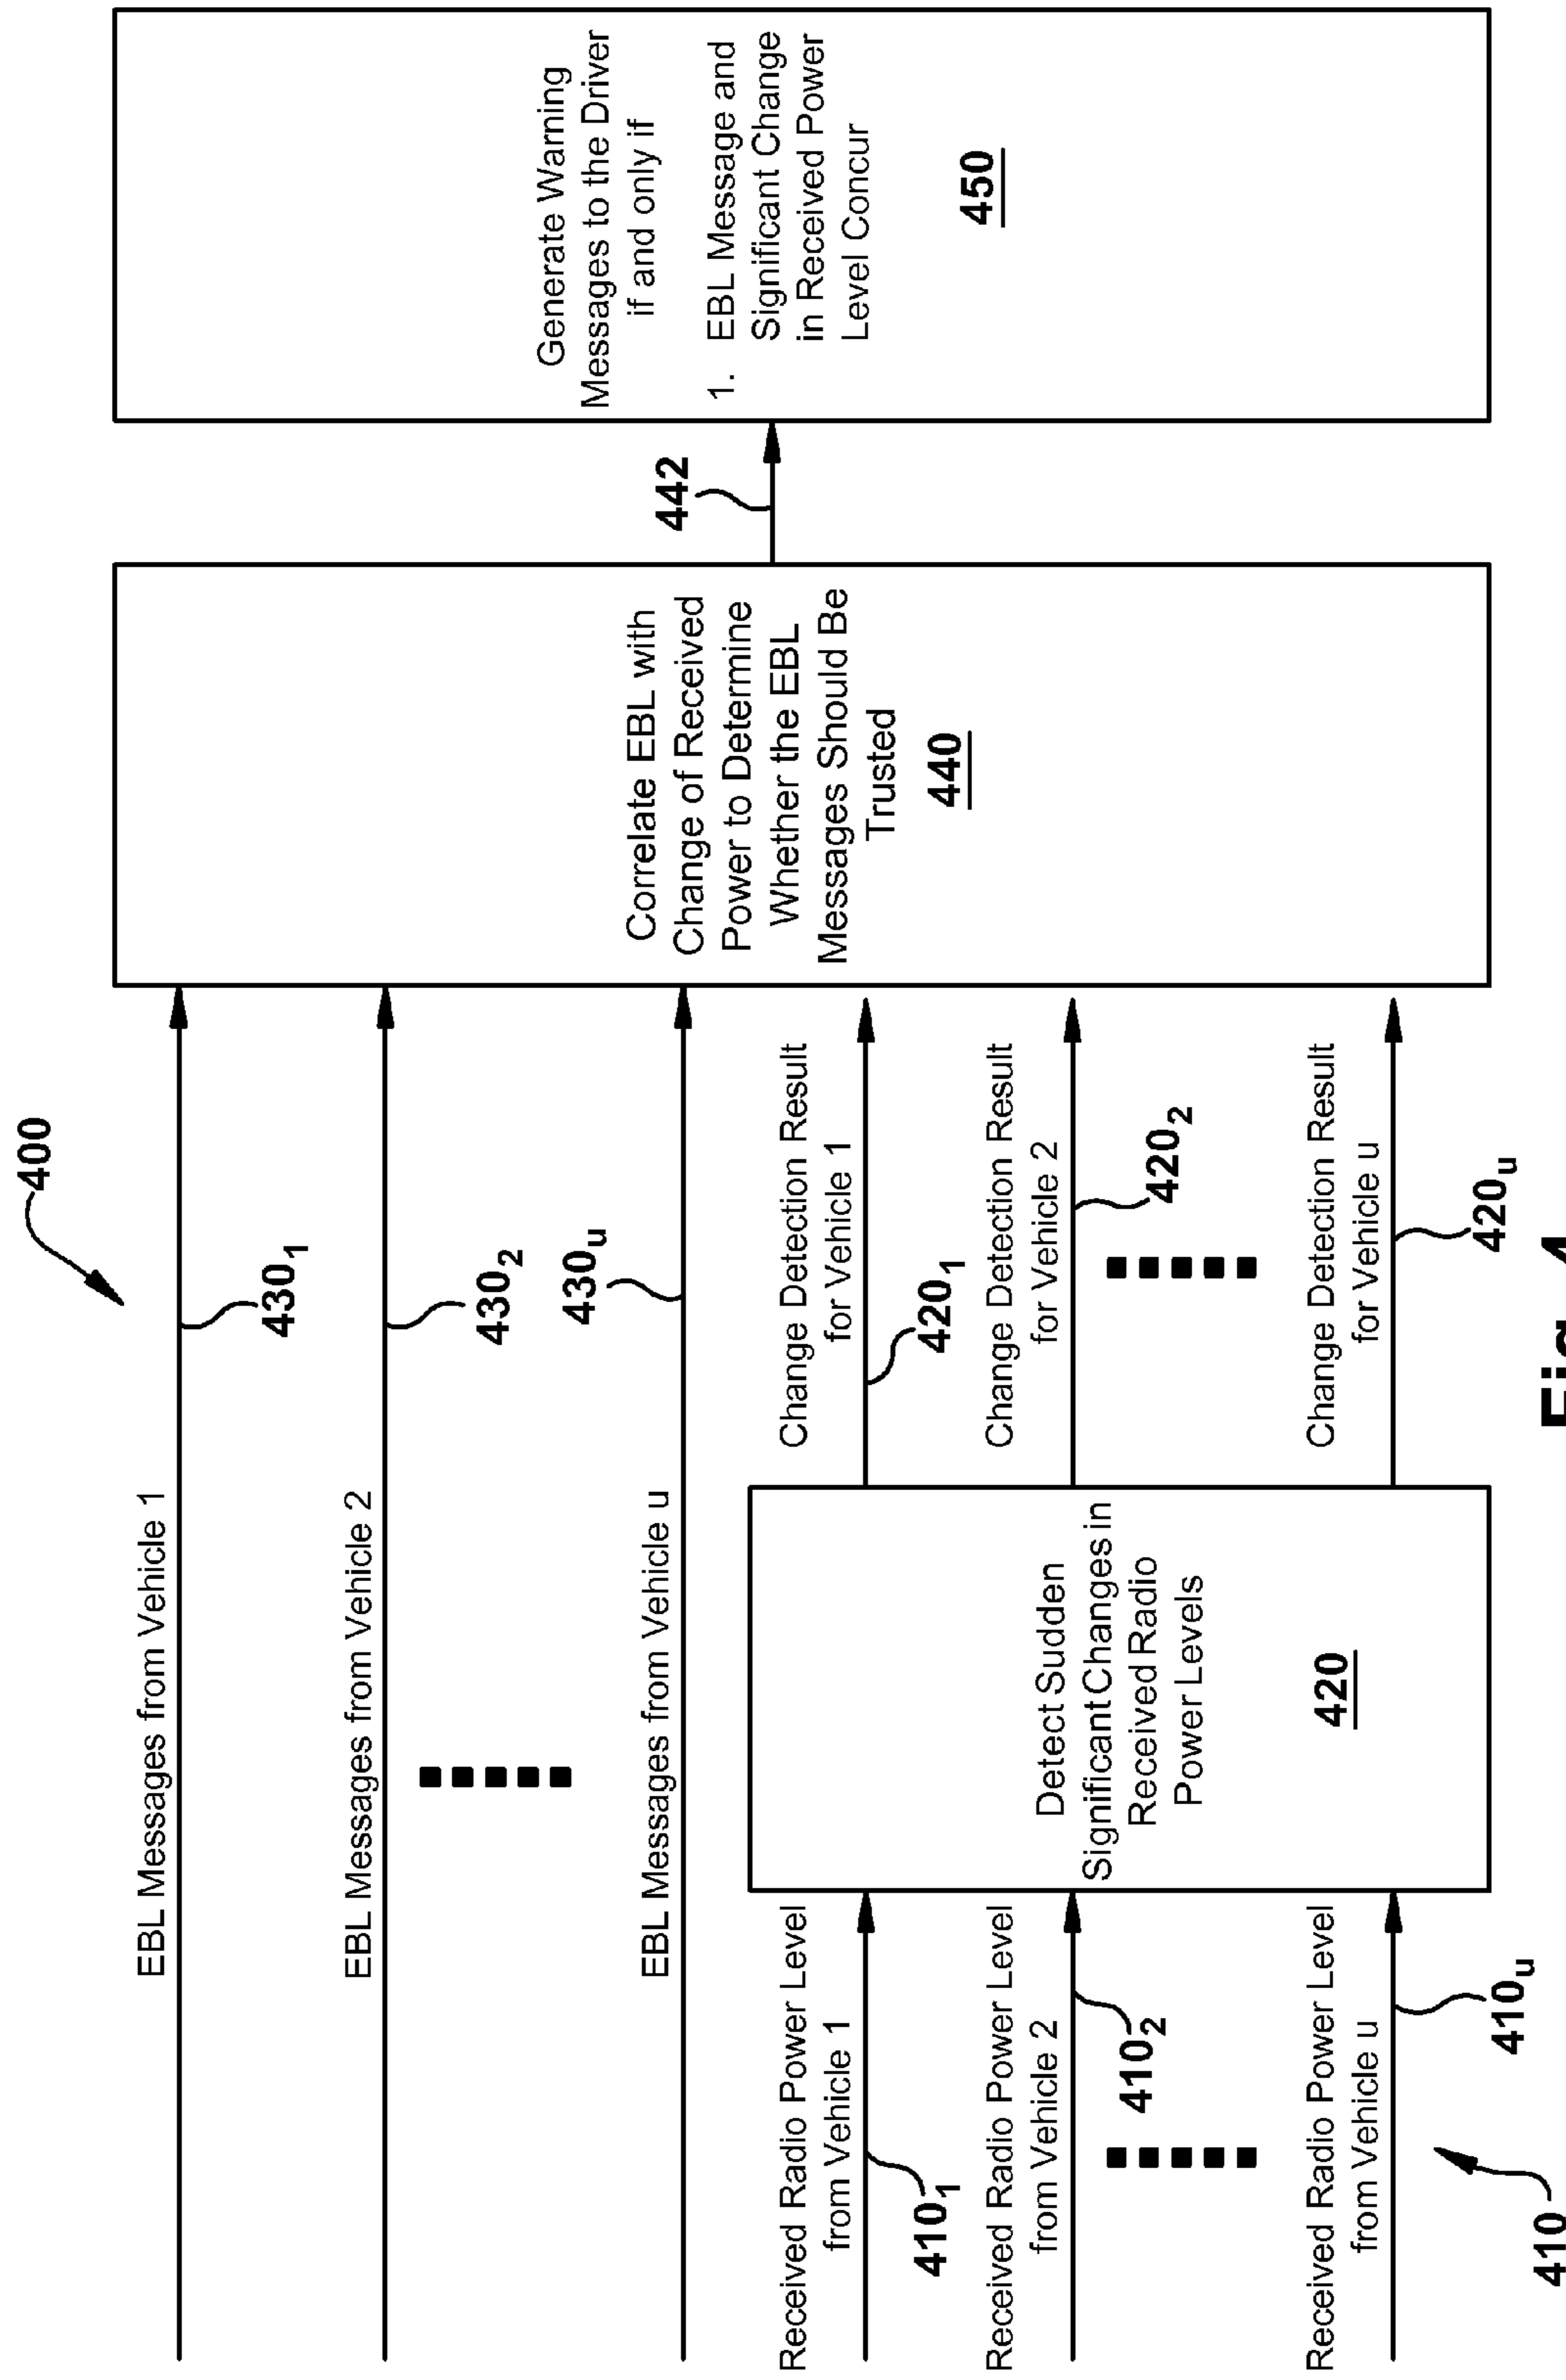 400
EBL Messages from Vehicle 1
430₁
EBL Messages from Vehicle 2
430₂
EBL Messages from Vehicle u
430ᵤ
Received Radio Power Level
from Vehicle 1
410₁
Received Radio Power Level
from Vehicle 2
410₂
Received Radio Power Level
from Vehicle u
410ᵤ
410
Detect Sudden
Significant Changes in
Received Radio
Power Levels
420
Change Detection Result
for Vehicle 1
420₁
Change Detection Result
for Vehicle 2
420₂
Change Detection Result
for Vehicle u
420ᵤ
Correlate EBL with
Change of Received
Power to Determine
Whether the EBL
Messages Should Be
Trusted
440
442
Generate Warning
Messages to the Driver
if and only if
1. EBL Message and
Significant Change
in Received Power
Level Concur
450
Fig. 4